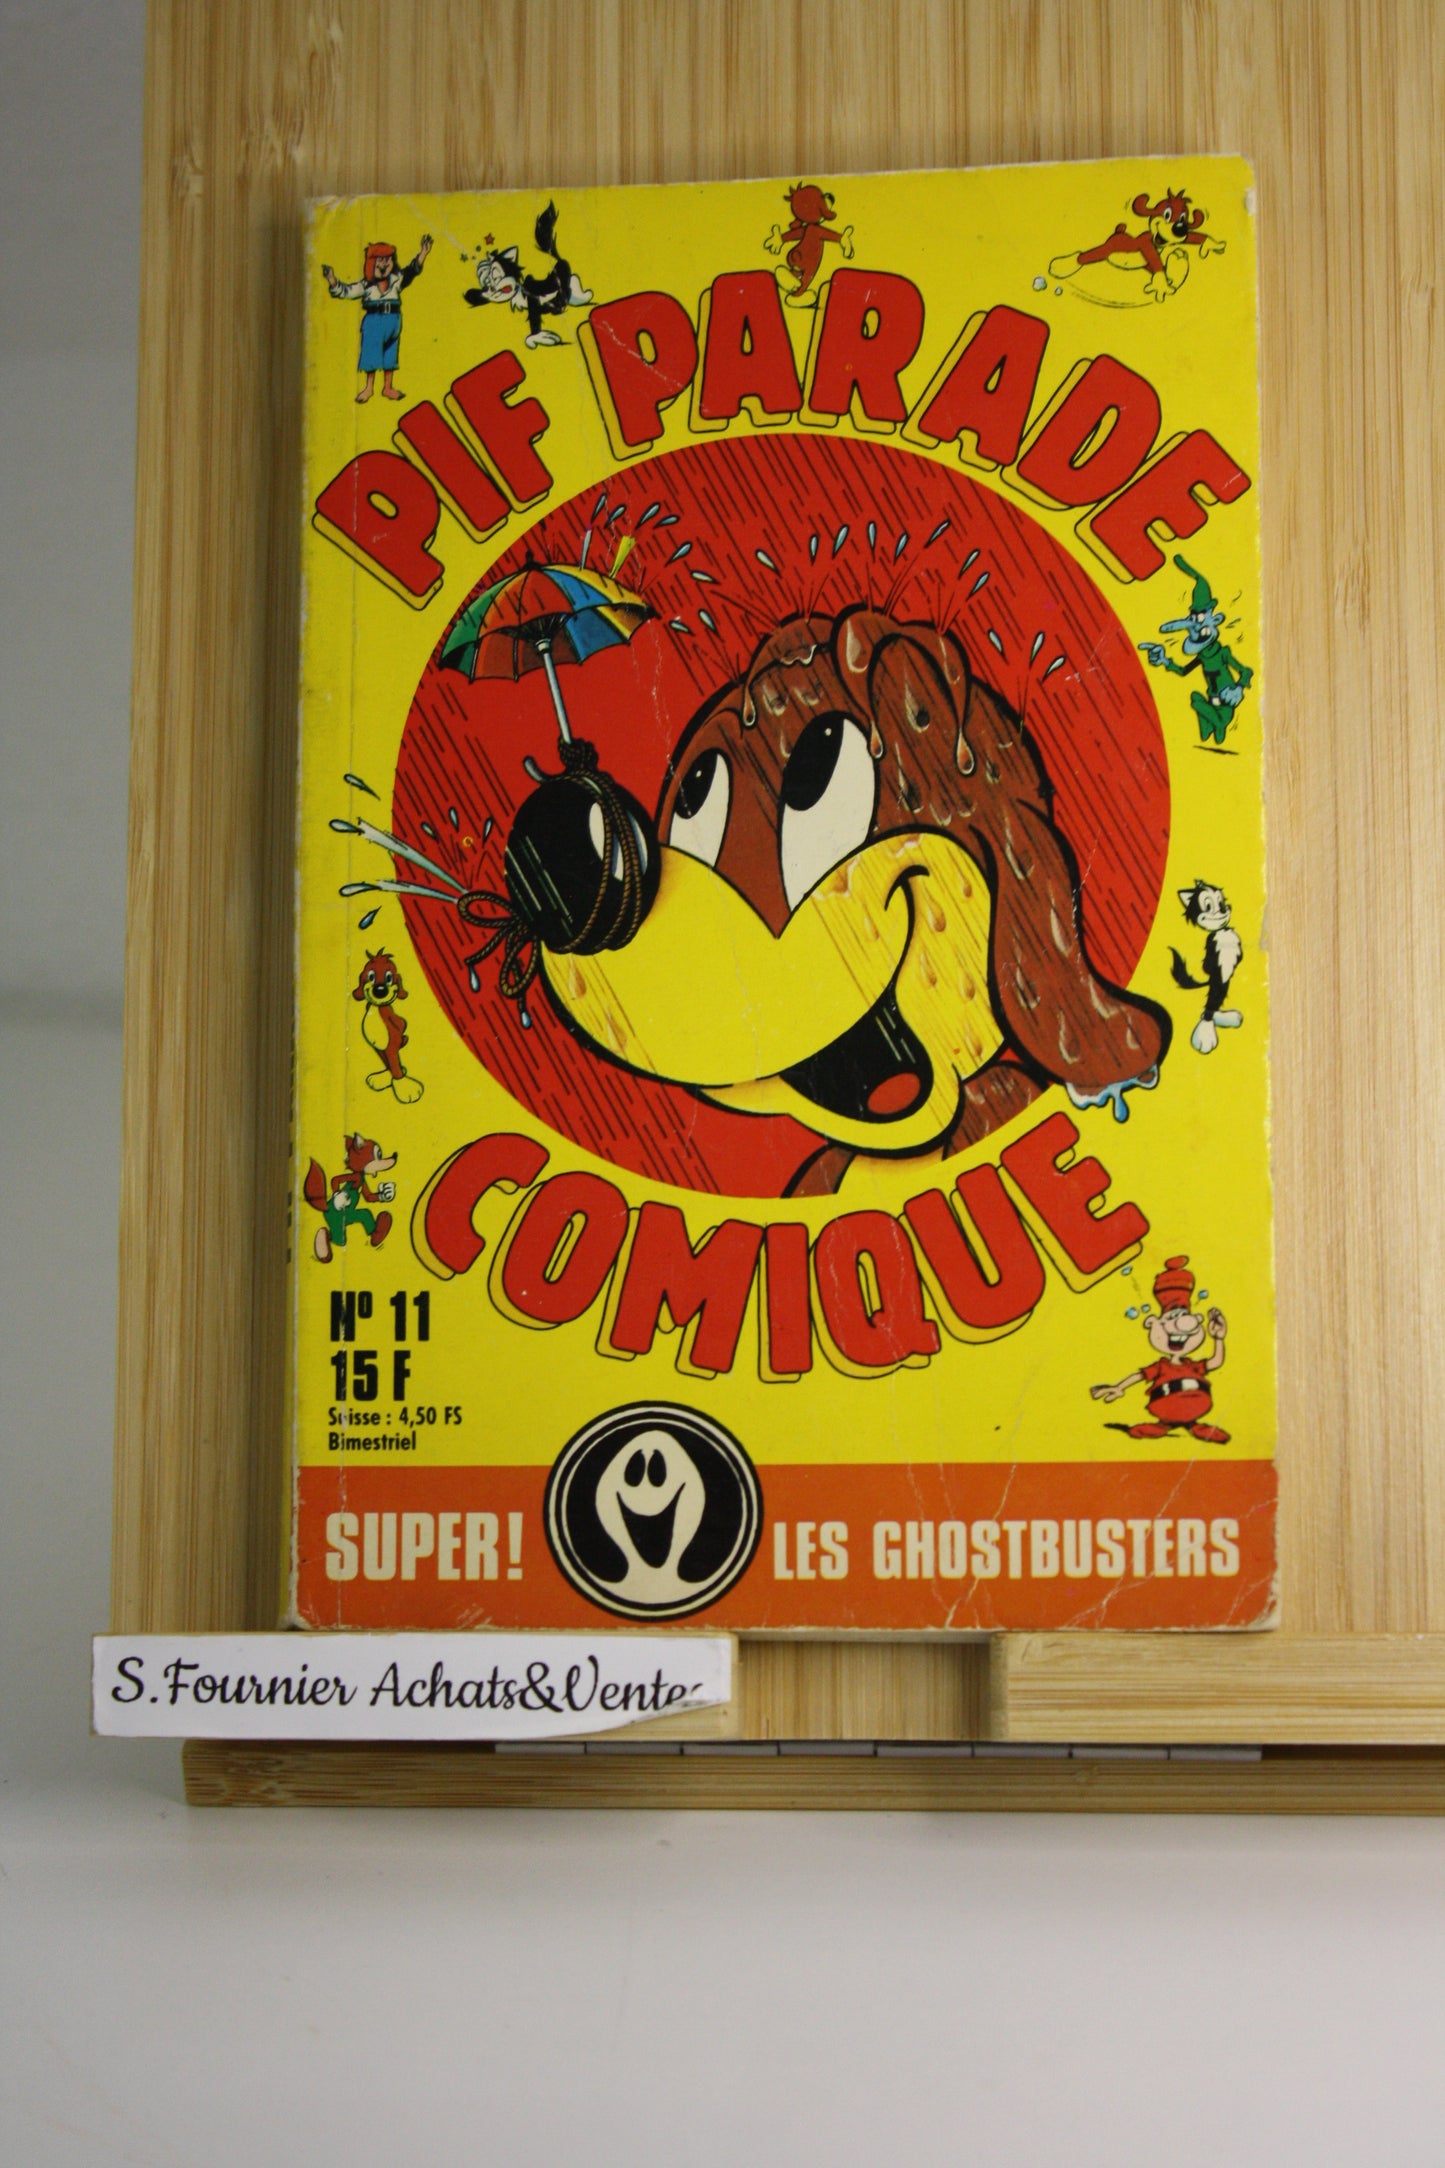 PIF PARADE
COMIQUE
Nº 11
15 F
Suisse : 4,50 FS
Bimestriel
SUPER! LES GHOSTBUSTERS
S.Fournier Achats&Ventes